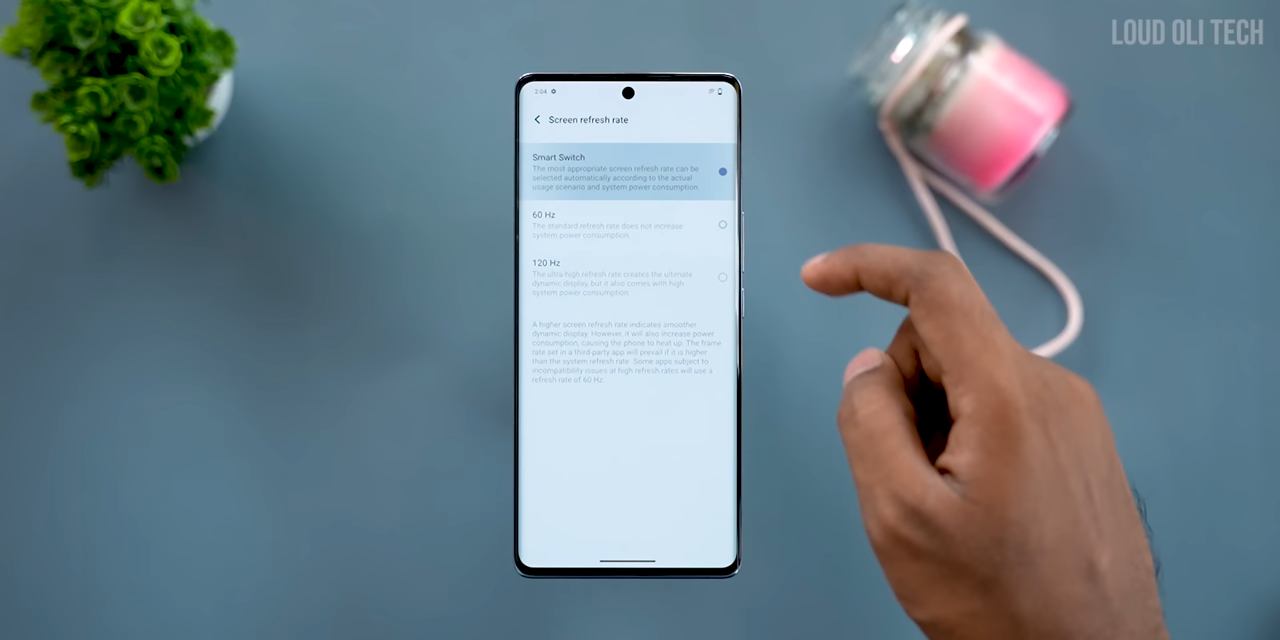 LOUD OLI TECH
2:04
Screen refresh rate
Smart Switch
The most appropriate screen refresh rate can be
selected automatically according to the actual
usage scenario and system power consumption.
60 Hz
The standard refresh rate does not increase
system power consumption.
120 Hz
The ultra-high refresh rate creates the ultimate
dynamic display, but it also comes with high
system power consumption.
A higher screen refresh rate indicates smoother
dynamic display. However, it will also increase power
consumption, causing the phone to heat up. The frame
rate set in a third-party app will prevail if it is higher
than the system refresh rate. Some apps subject to
incompatibility issues at high refresh rates will use a
refresh rate of 60 Hz.